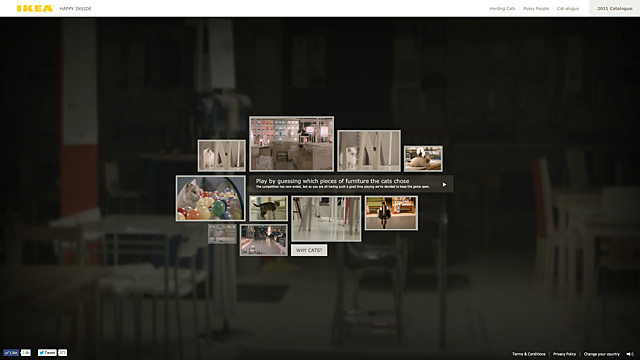 IKEA HAPPY INSIDE Herding Cats Pussy People Cat-alogue 2011 Catalogue
Play by guessing which pieces of furniture the cats chose
The competition has now ended, but as you are all having such a good time playing we've decided to keep the game open.
WHY CATS?
Like Tweet Terms & Conditions Privacy Policy Change your country